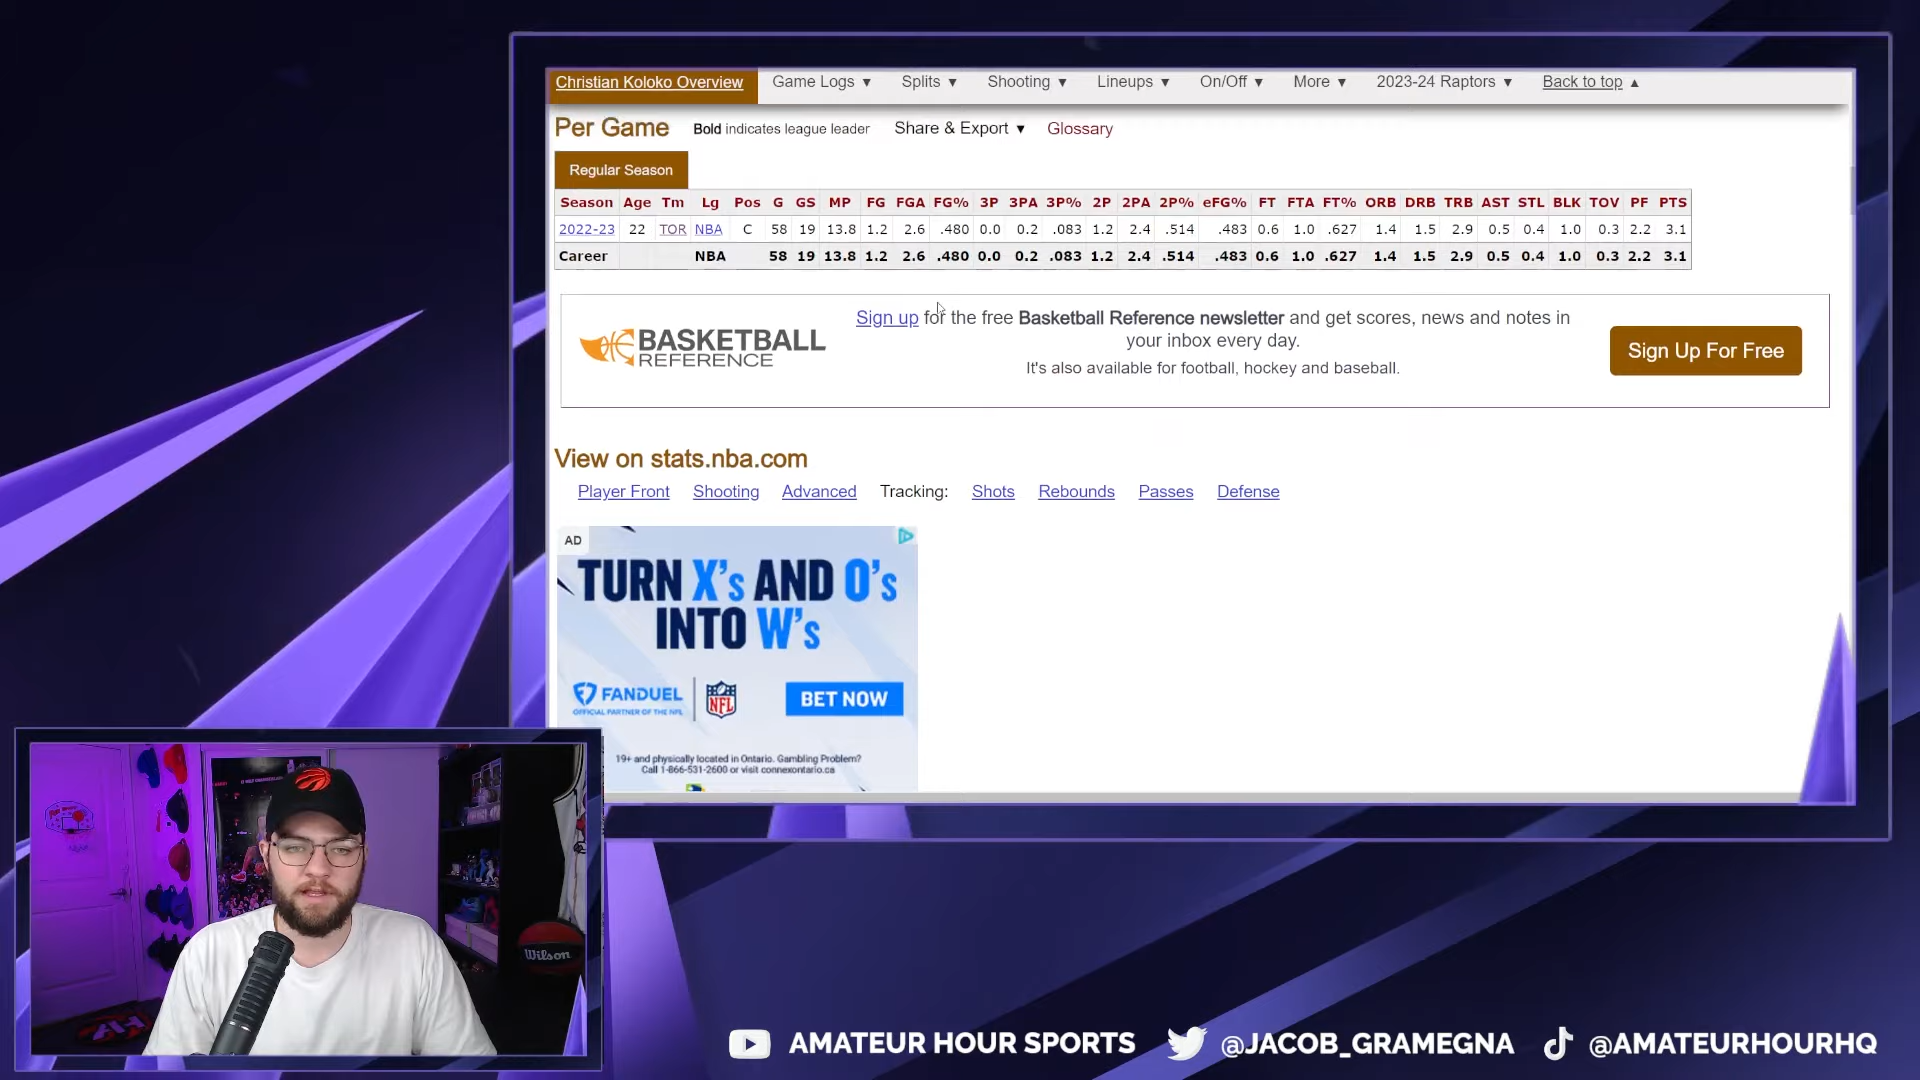 Christian Koloko Overview Game Logs ▼ Splits ▼ Shooting ▼ Lineups ▼ On/Off ▼ More ▼ 2023-24 Raptors ▼ Back to top ▲
Per Game Bold indicates league leader Share & Export ▼ Glossary
Regular Season
Season Age Tm Lg Pos G GS MP FG FGA FG% 3P 3PA 3P% 2P 2PA 2P% eFG% FT FTA FT% ORB DRB TRB AST STL BLK TOV PF PTS
2022-23 22 TOR NBA C 58 19 13.8 1.2 2.6 .480 0.0 0.2 .083 1.2 2.4 .514 .483 0.6 1.0 .627 1.4 1.5 2.9 0.5 0.4 1.0 0.3 2.2 3.1
Career NBA 58 19 13.8 1.2 2.6 .480 0.0 0.2 .083 1.2 2.4 .514 .483 0.6 1.0 .627 1.4 1.5 2.9 0.5 0.4 1.0 0.3 2.2 3.1
BASKETBALL
REFERENCE
Sign up for the free Basketball Reference newsletter and get scores, news and notes in
your inbox every day.
It's also available for football, hockey and baseball.
Sign Up For Free
View on stats.nba.com
Player Front Shooting Advanced Tracking: Shots Rebounds Passes Defense
AD
TURN X's AND O's
INTO W's
FANDUEL
OFFICIAL PARTNER OF THE NFL
NFL
BET NOW
19+ and physically located in Ontario. Gambling Problem?
Call 1-866-531-2600 or visit connexontario.ca
Wilson
AMATEUR HOUR SPORTS @JACOB_GRAMEGNA @AMATEURHOURHQ